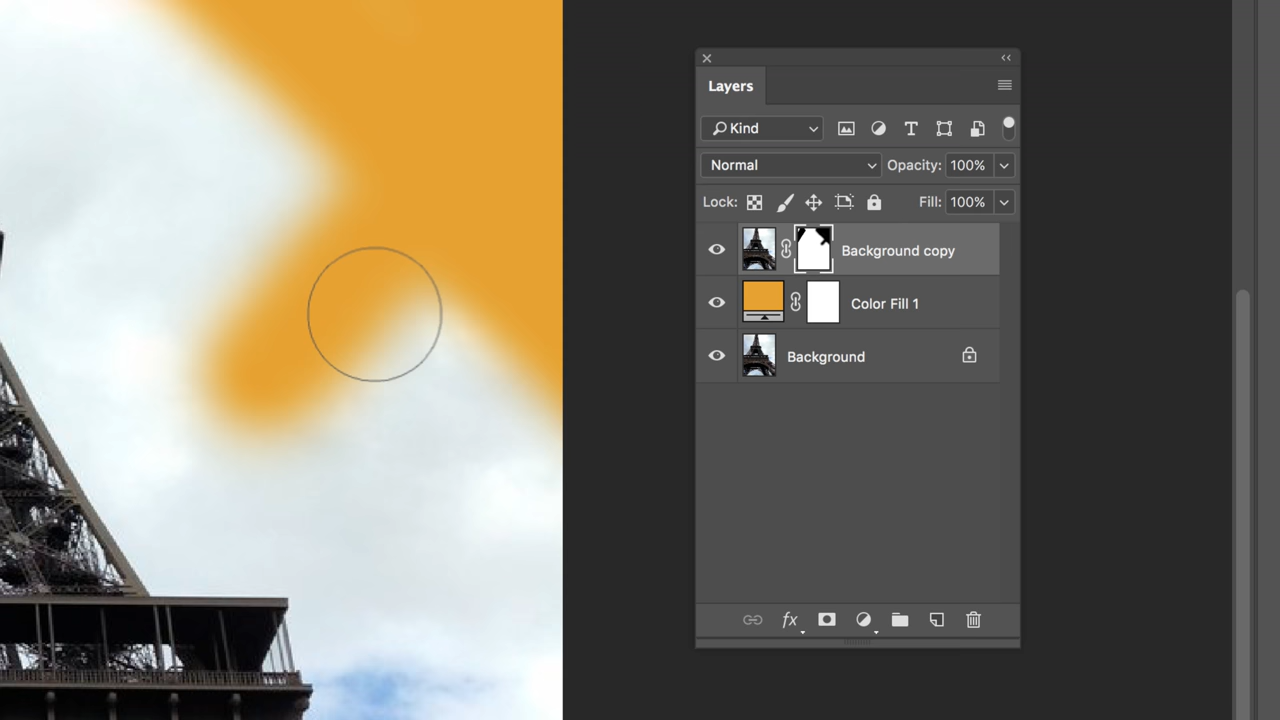 Layers
Kind
Normal Opacity: 100%
Lock: Fill: 100%
Background copy
Color Fill 1
Background
fx